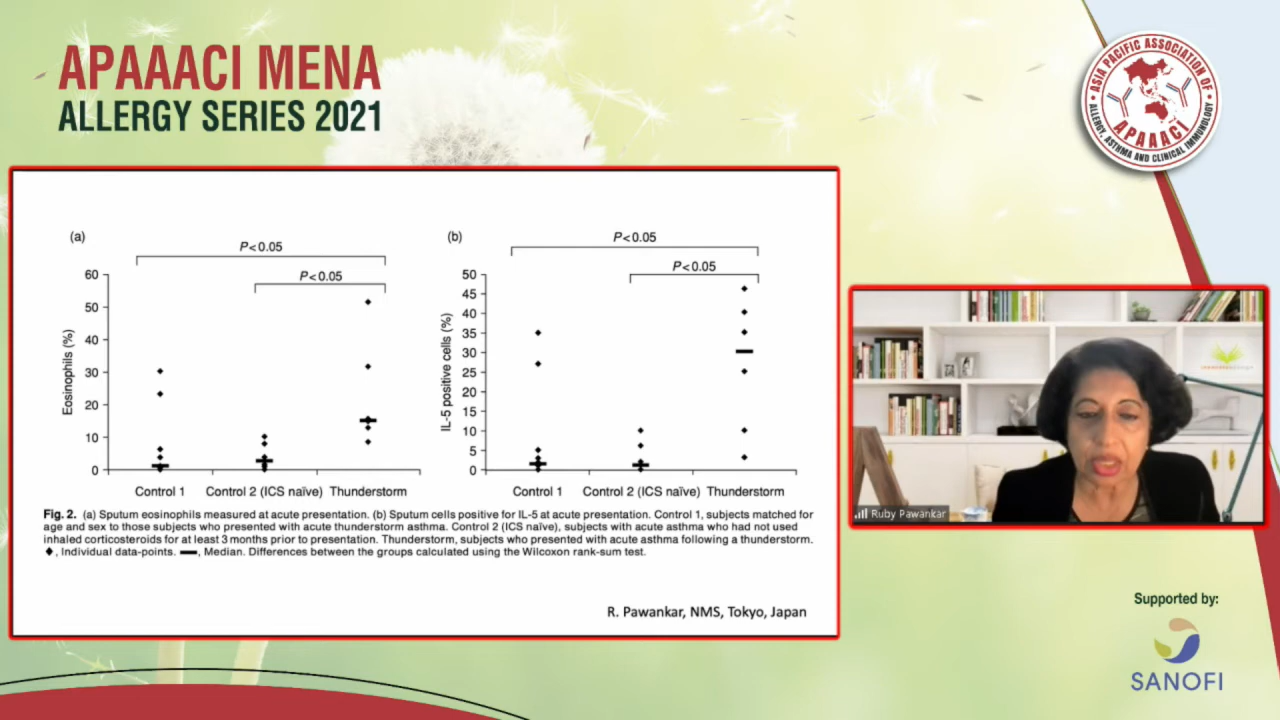 APAAACI MENA
ALLERGY SERIES 2021
ASIA PACIFIC ASSOCIATION OF
ALLERGY, ASTHMA AND CLINICAL IMMUNOLOGY
APAAACI
(a)
P<0.05
P<0.05
60
50
40
30
20
10
0
Eosinophils (%)
Control 1 Control 2 (ICS naïve) Thunderstorm
(b)
P<0.05
P<0.05
50
45
40
35
30
25
20
15
10
5
0
IL-5 positive cells (%)
Control 1 Control 2 (ICS naïve) Thunderstorm
Fig. 2. (a) Sputum eosinophils measured at acute presentation. (b) Sputum cells positive for IL-5 at acute presentation. Control 1, subjects matched for
age and sex to those subjects who presented with acute thunderstorm asthma. Control 2 (ICS naïve), subjects with acute asthma who had not used
inhaled corticosteroids for at least 3 months prior to presentation. Thunderstorm, subjects who presented with acute asthma following a thunderstorm.
◆, Individual data-points. ━, Median. Differences between the groups calculated using the Wilcoxon rank-sum test.
R. Pawankar, NMS, Tokyo, Japan
Ruby Pawankar
Supported by:
SANOFI